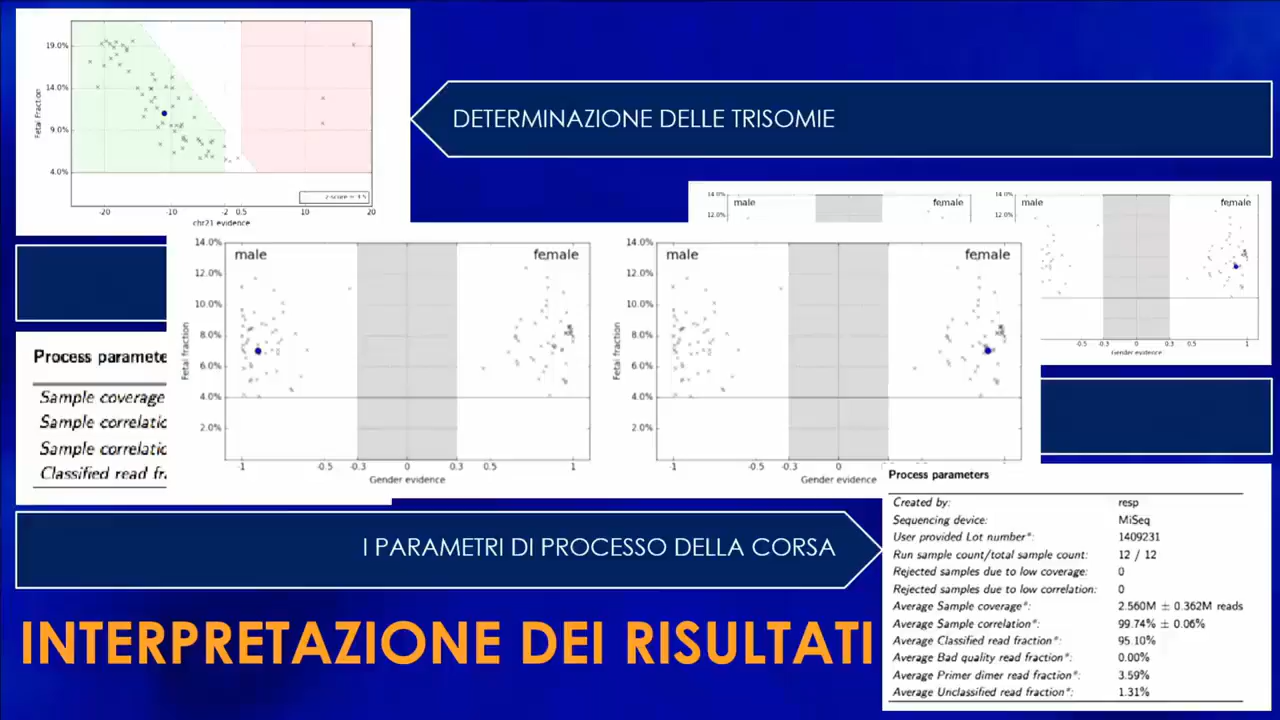 19.0%
14.0%
9.0%
4.0%
Fetal Fraction
-20 -10 -2 0.5 10 20
chr21 evidence
DETERMINAZIONE DELLE TRISOMIE
14.0%
12.0%
male female
14.0%
12.0%
male female
-0.5 -0.3 0 0.3 0.5 1
Gender evidence
14.0%
12.0%
10.0%
8.0%
6.0%
4.0%
2.0%
Fetal fraction
male female
-1 -0.5 -0.3 0 0.3 0.5 1
Gender evidence
14.0%
12.0%
10.0%
8.0%
6.0%
4.0%
2.0%
Fetal fraction
male female
-1 -0.5 -0.3 0 0.3 0.5 1
Gender evidence
Process paramete
Sample coverage
Sample correlatic
Sample correlatic
Classified read fr
I PARAMETRI DI PROCESSO DELLA CORSA
Process parameters
Created by: resp
Sequencing device: MiSeq
User provided Lot number*: 1409231
Run sample count/total sample count: 12 / 12
Rejected samples due to low coverage: 0
Rejected samples due to low correlation: 0
Average Sample coverage*: 2.560M ± 0.362M reads
Average Sample correlation*: 99.74% ± 0.06%
Average Classified read fraction*: 95.10%
Average Bad quality read fraction*: 0.00%
Average Primer dimer read fraction*: 3.59%
Average Unclassified read fraction*: 1.31%
INTERPRETAZIONE DEI RISULTATI